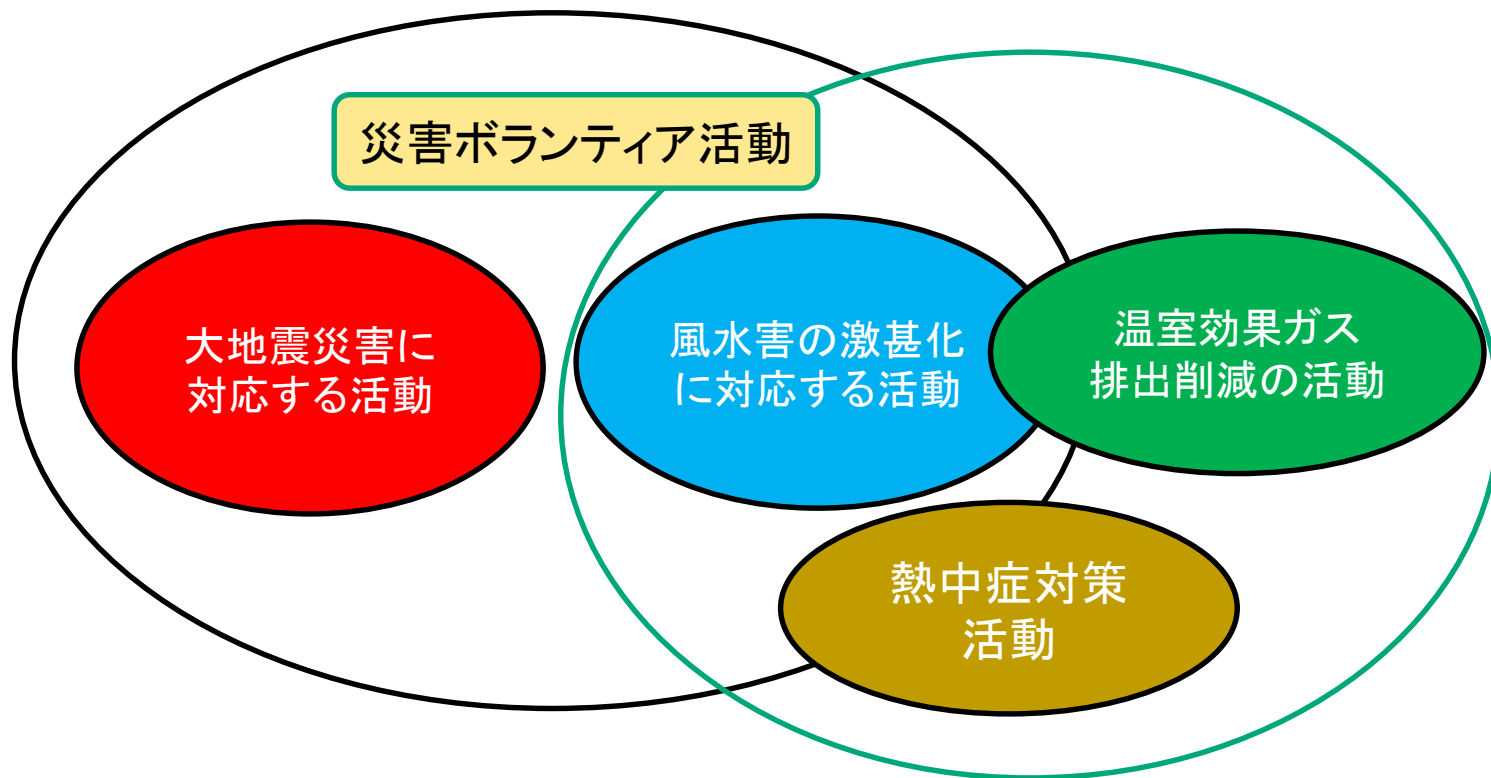 災害ボランティア活動
大地震災害に
対応する活動
風水害の激甚化
に対応する活動
温室効果ガス
排出削減の活動
熱中症対策
活動